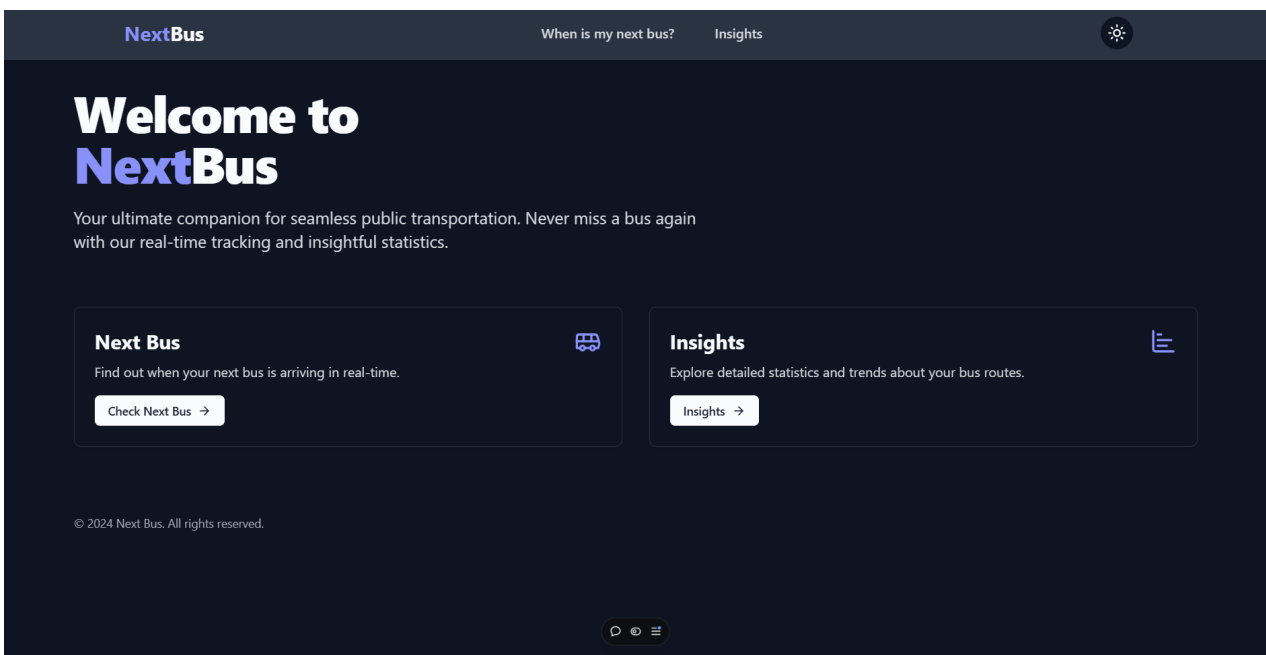 NextBus
When is my next bus?
Insights
Welcome to
NextBus
Your ultimate companion for seamless public transportation. Never miss a bus again
with our real-time tracking and insightful statistics.
Next Bus
Find out when your next bus is arriving in real-time.
Check Next Bus →
Insights
Explore detailed statistics and trends about your bus routes.
Insights →
© 2024 Next Bus. All rights reserved.